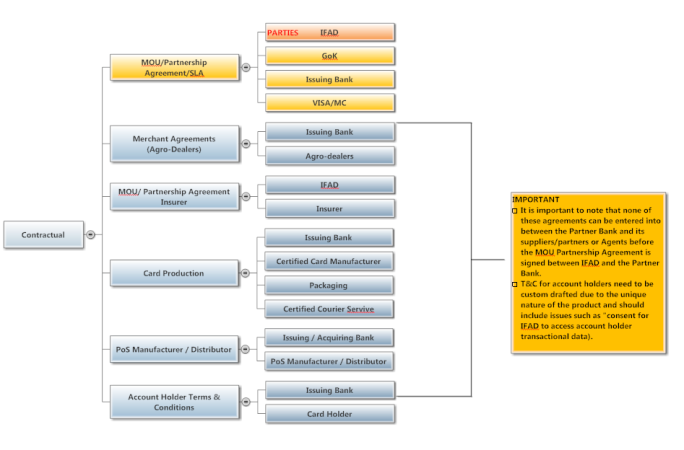 PARTIES IFAD
GoK
MOU/Partnership
Agreement/SLA
Issuing Bank
VISA/MC
Merchant Agreements
(Agro-Dealers)
Issuing Bank
Agro-dealers
MOU/ Partnership Agreement
Insurer
IFAD
Insurer
Contractual
Card Production
Issuing Bank
Certified Card Manufacturer
Packaging
Certified Courier Servive
PoS Manufacturer / Distributor
Issuing / Acquiring Bank
PoS Manufacturer / Distributor
Account Holder Terms &
Conditions
Issuing Bank
Card Holder
IMPORTANT
It is important to note that none of
these agreements can be entered into
between the Partner Bank and its
suppliers/partners or Agents before
the MOU Partnership Agreement is
signed between IFAD and the Partner
Bank.
T&C for account holders need to be
custom drafted due to the unique
nature of the product and should
include issues such as "consent for
IFAD to access account holder
transactional data).